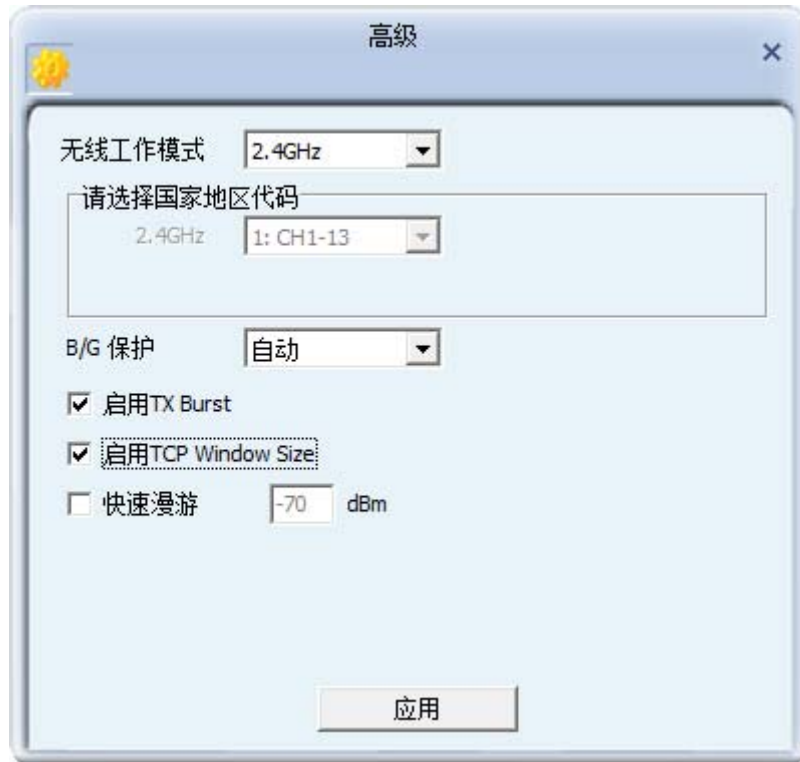 高级
无线工作模式 2.4GHz
请选择国家地区代码
2.4GHz 1: CH1-13
B/G 保护 自动
启用TX Burst
启用TCP Window Size
快速漫游 -70 dBm
应用